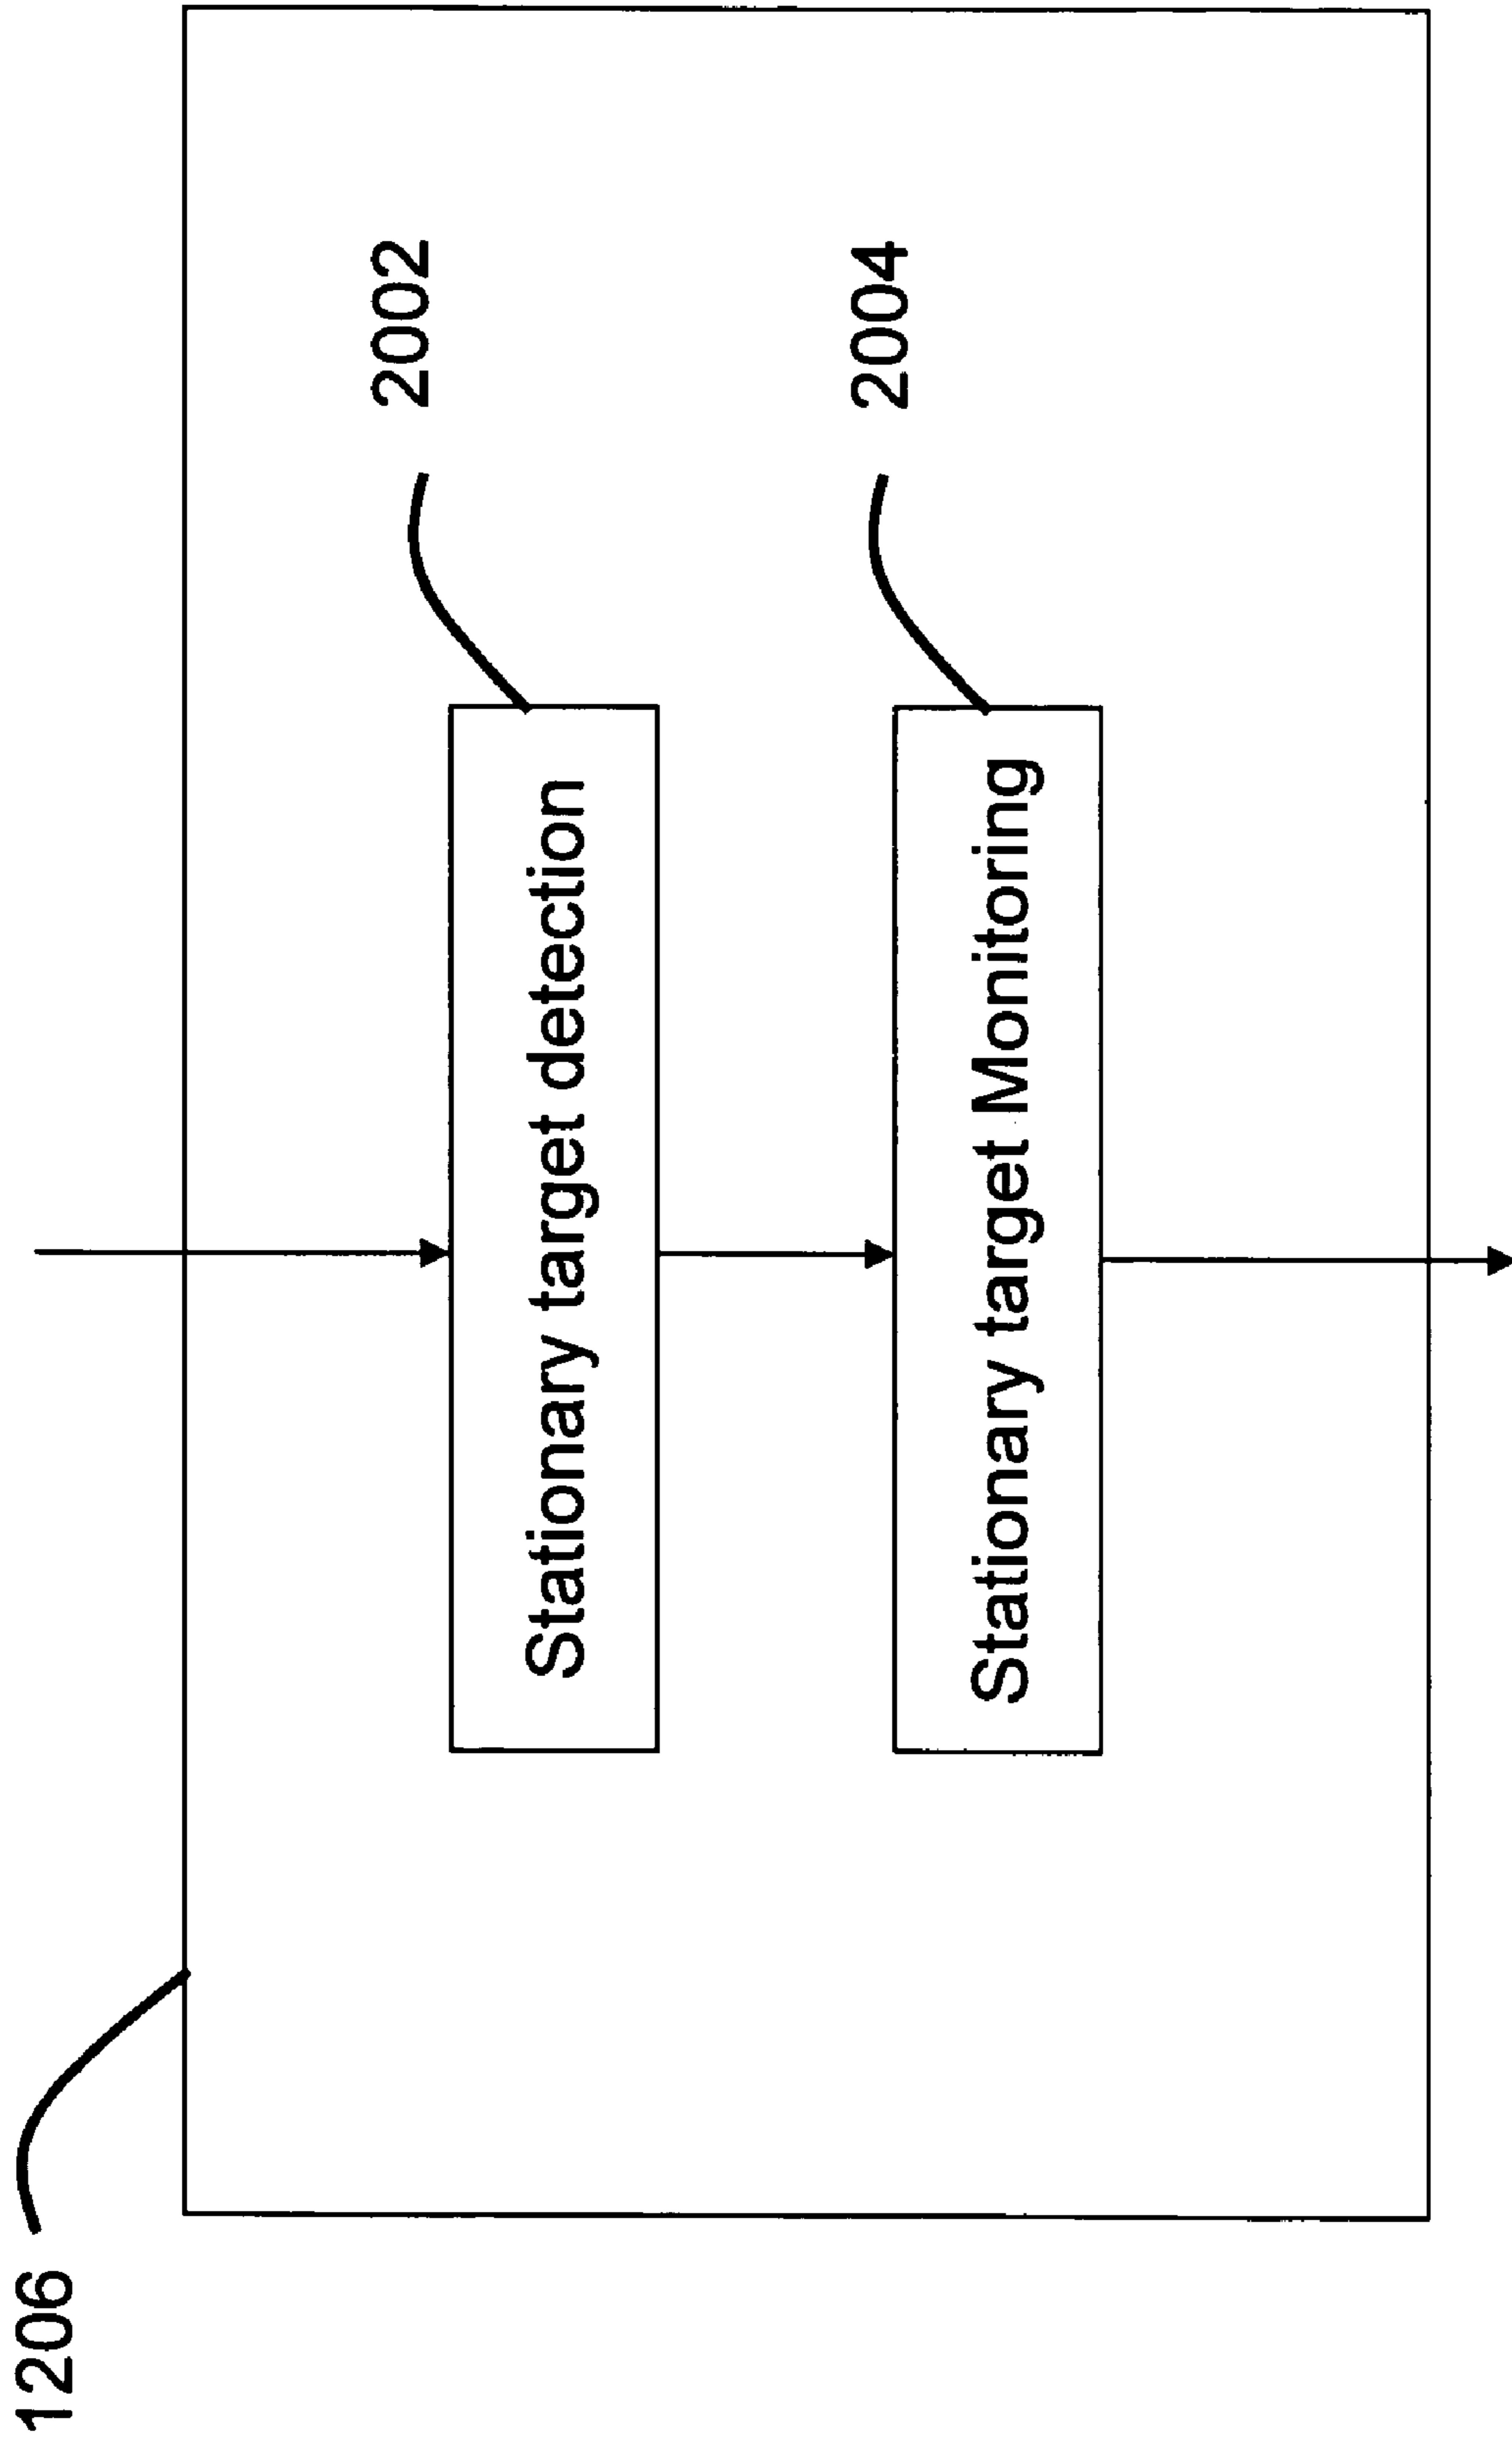 1206
2002
Stationary target detection
2004
Stationary target Monitoring